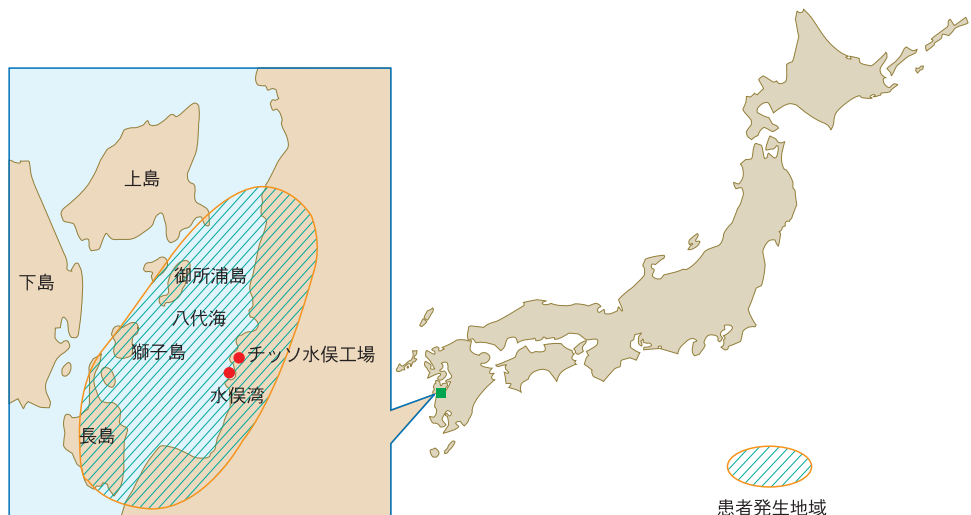 上島
下島
御所浦島
八代海
獅子島
チッソ水俣工場
水俣湾
長島
患者発生地域